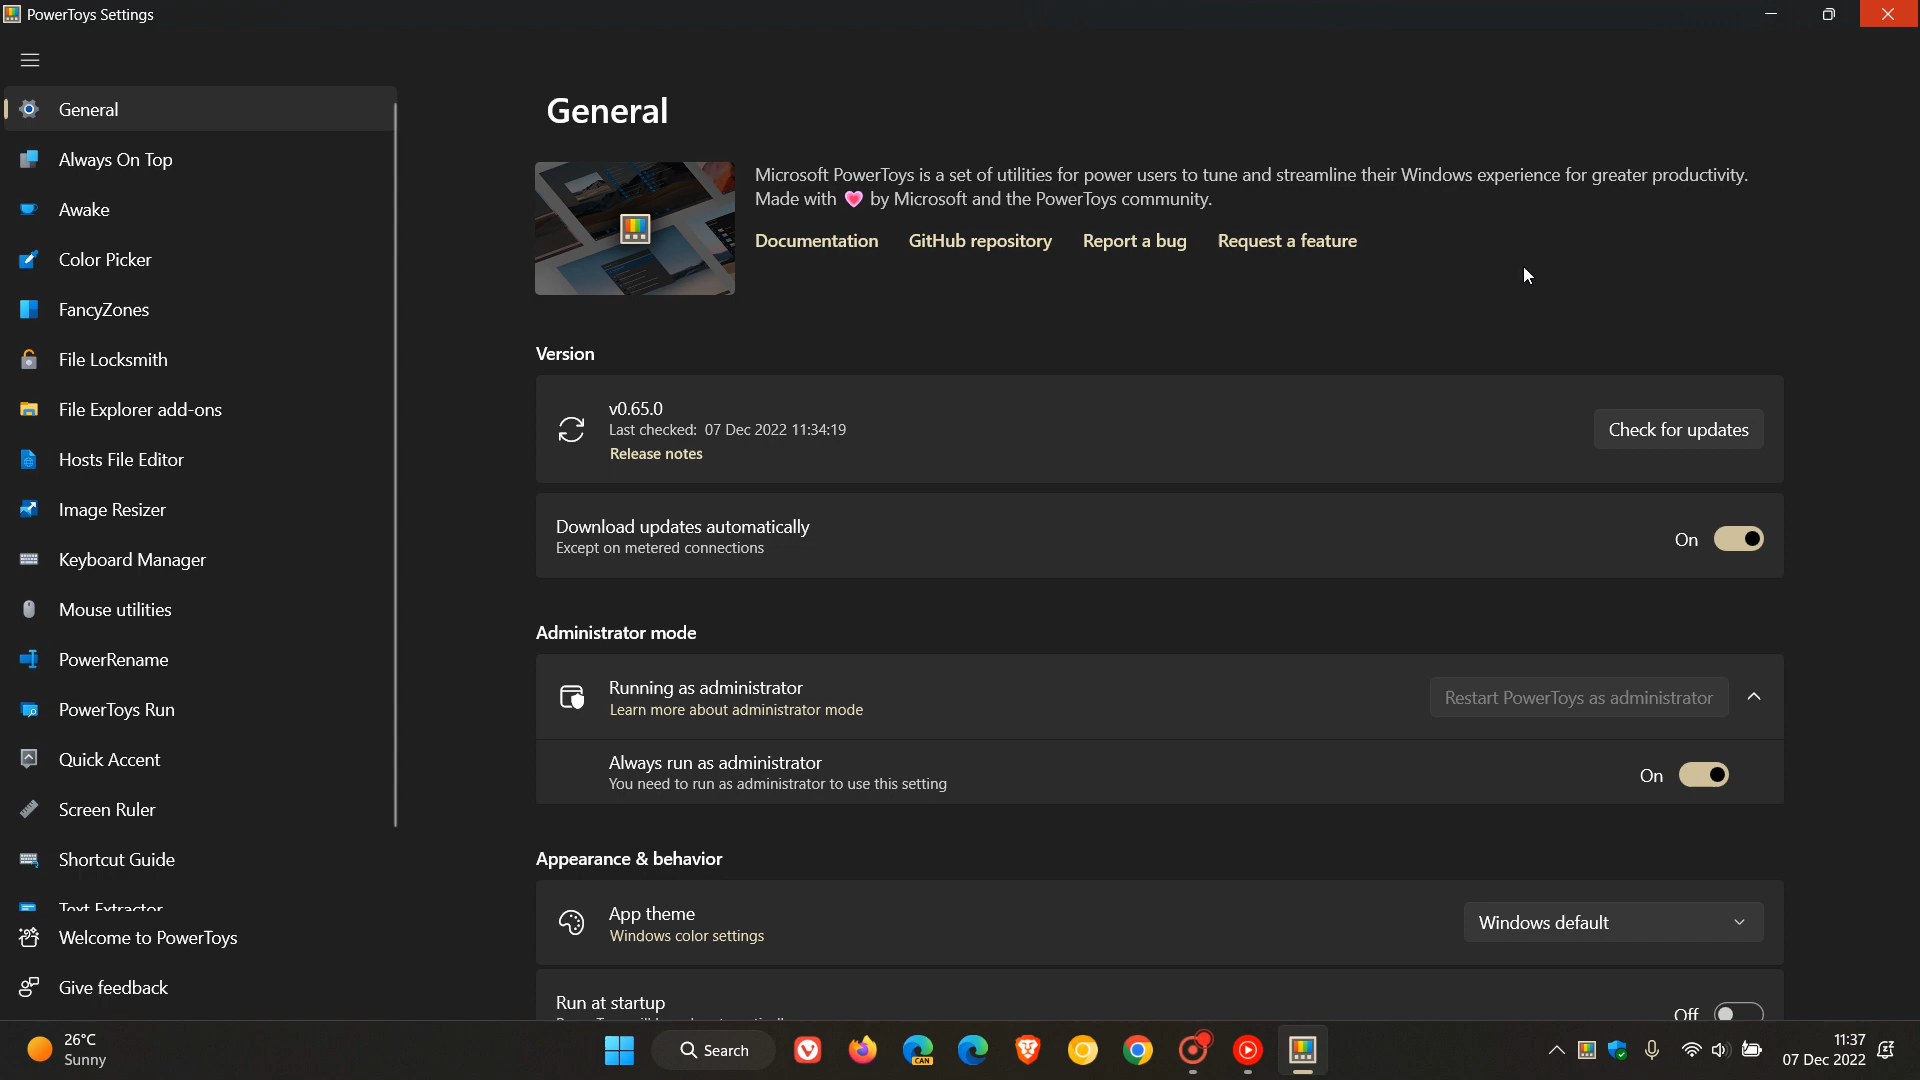 PowerToys Settings
General
Always On Top
Awake
Color Picker
FancyZones
File Locksmith
File Explorer add-ons
Hosts File Editor
Image Resizer
Keyboard Manager
Mouse utilities
PowerRename
PowerToys Run
Quick Accent
Screen Ruler
Shortcut Guide
Text Extractor
Welcome to PowerToys
Give feedback
General
Microsoft PowerToys is a set of utilities for power users to tune and streamline their Windows experience for greater productivity.
Made with 💗 by Microsoft and the PowerToys community.
Documentation GitHub repository Report a bug Request a feature
Version
v0.65.0
Last checked: 07 Dec 2022 11:34:19
Release notes
Check for updates
Download updates automatically
Except on metered connections
On
Administrator mode
Running as administrator
Learn more about administrator mode
Restart PowerToys as administrator
Always run as administrator
You need to run as administrator to use this setting
On
Appearance & behavior
App theme
Windows color settings
Windows default
Run at startup
Off
26°C
Sunny
Search
CAN
11:37
07 Dec 2022